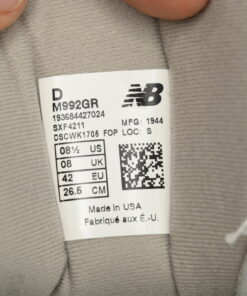 D
M992GR
193684427024
SXF4211
DSCWK1705 FOP
MFG: 1944
LOC: S
NB
08½ US
08 UK
42 EU
26.5 CM
Made in USA
Fabriqué aux É.-U.